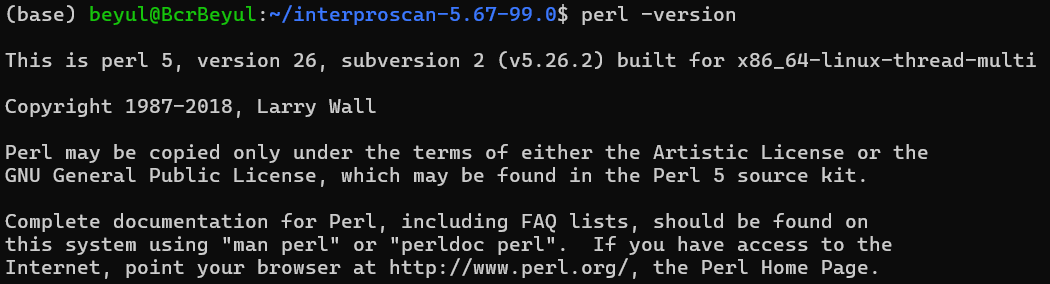 (base) beyul@BcrBeyul:~/interproscan-5.67-99.0$ perl -version
This is perl 5, version 26, subversion 2 (v5.26.2) built for x86_64-linux-thread-multi
Copyright 1987-2018, Larry Wall
Perl may be copied only under the terms of either the Artistic License or the
GNU General Public License, which may be found in the Perl 5 source kit.
Complete documentation for Perl, including FAQ lists, should be found on
this system using "man perl" or "perldoc perl".  If you have access to the
Internet, point your browser at http://www.perl.org/, the Perl Home Page.